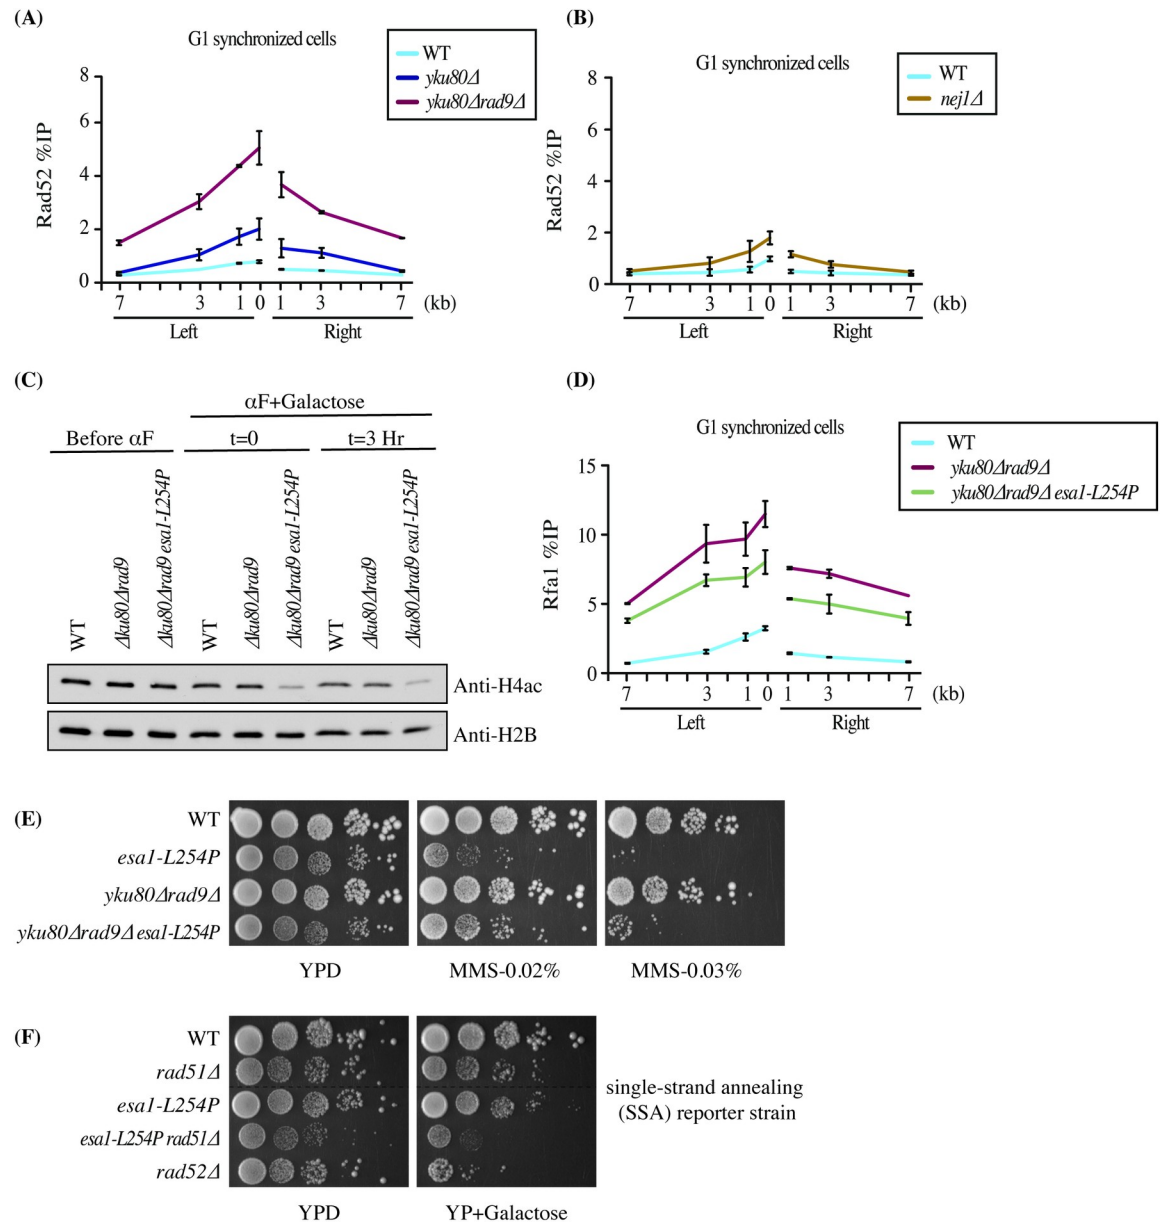 (A)
G1 synchronized cells
WT
yku80Δ
yku80Δrad9Δ
Rad52 %IP
8
6
4
2
0
7 3 1 0 1 3 7 (kb)
Left Right
(B)
G1 synchronized cells
WT
nej1Δ
Rad52 %IP
8
6
4
2
0
7 3 1 0 1 3 7 (kb)
Left Right
(C)
αF+Galactose
Before αF t=0 t=3 Hr
WT
Δku80Δrad9
Δku80Δrad9 esa1-L254P
WT
Δku80Δrad9
Δku80Δrad9 esa1-L254P
WT
Δku80Δrad9
Δku80Δrad9 esa1-L254P
Anti-H4ac
Anti-H2B
(D)
G1 synchronized cells
WT
yku80Δrad9Δ
yku80Δrad9Δ esa1-L254P
Rfa1 %IP
15
10
5
0
7 3 1 0 1 3 7 (kb)
Left Right
(E)
WT
esa1-L254P
yku80Δrad9Δ
yku80Δrad9Δ esa1-L254P
YPD MMS-0.02% MMS-0.03%
(F)
WT
rad51Δ
esa1-L254P
esa1-L254P rad51Δ
rad52Δ
single-strand annealing
(SSA) reporter strain
YPD YP+Galactose